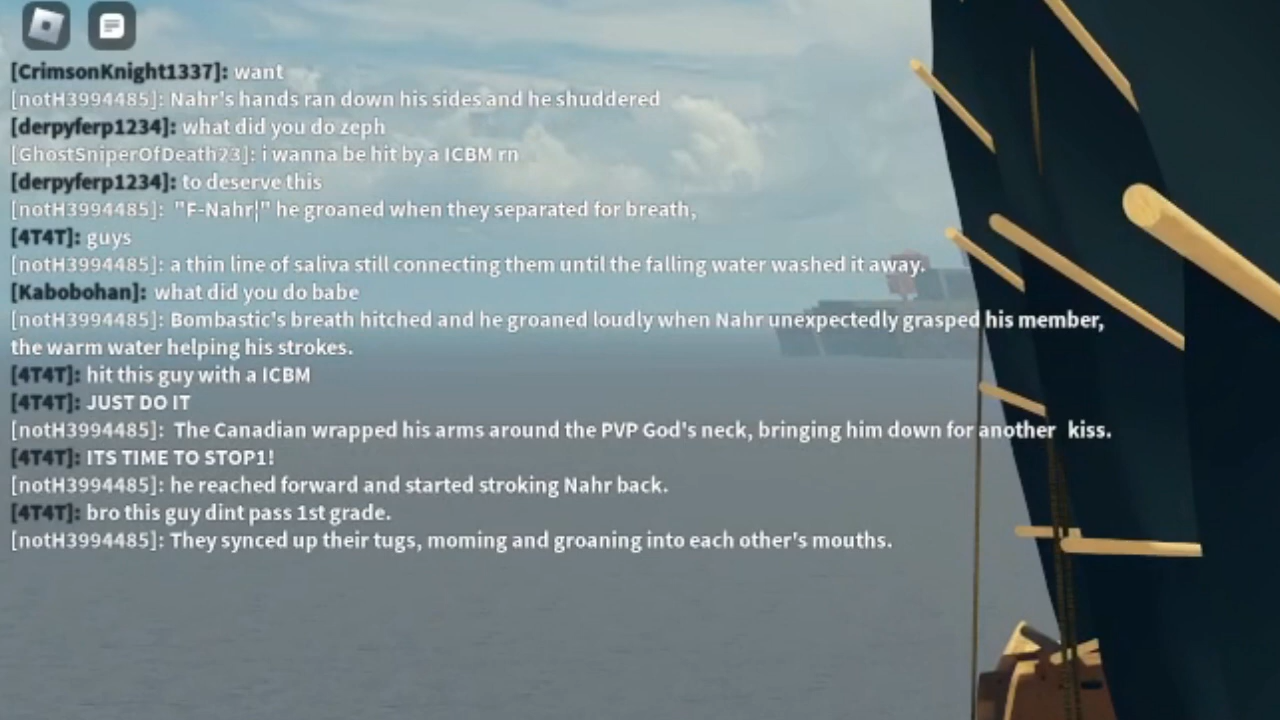 [CrimsonKnight1337]: want
[notH3994485]: Nahr's hands ran down his sides and he shuddered
[derpyferp1234]: what did you do zeph
[GhostSniperOfDeath23]: i wanna be hit by a ICBM rn
[derpyferp1234]: to deserve this
[notH3994485]: "F-Nahr|" he groaned when they separated for breath,
[4T4T]: guys
[notH3994485]: a thin line of saliva still connecting them until the falling water washed it away.
[Kabobohan]: what did you do babe
[notH3994485]: Bombastic's breath hitched and he groaned loudly when Nahr unexpectedly grasped his member,
the warm water helping his strokes.
[4T4T]: hit this guy with a ICBM
[4T4T]: JUST DO IT
[notH3994485]: The Canadian wrapped his arms around the PVP God's neck, bringing him down for another kiss.
[4T4T]: ITS TIME TO STOP1!
[notH3994485]: he reached forward and started stroking Nahr back.
[4T4T]: bro this guy dint pass 1st grade.
[notH3994485]: They synced up their tugs, moming and groaning into each other's mouths.